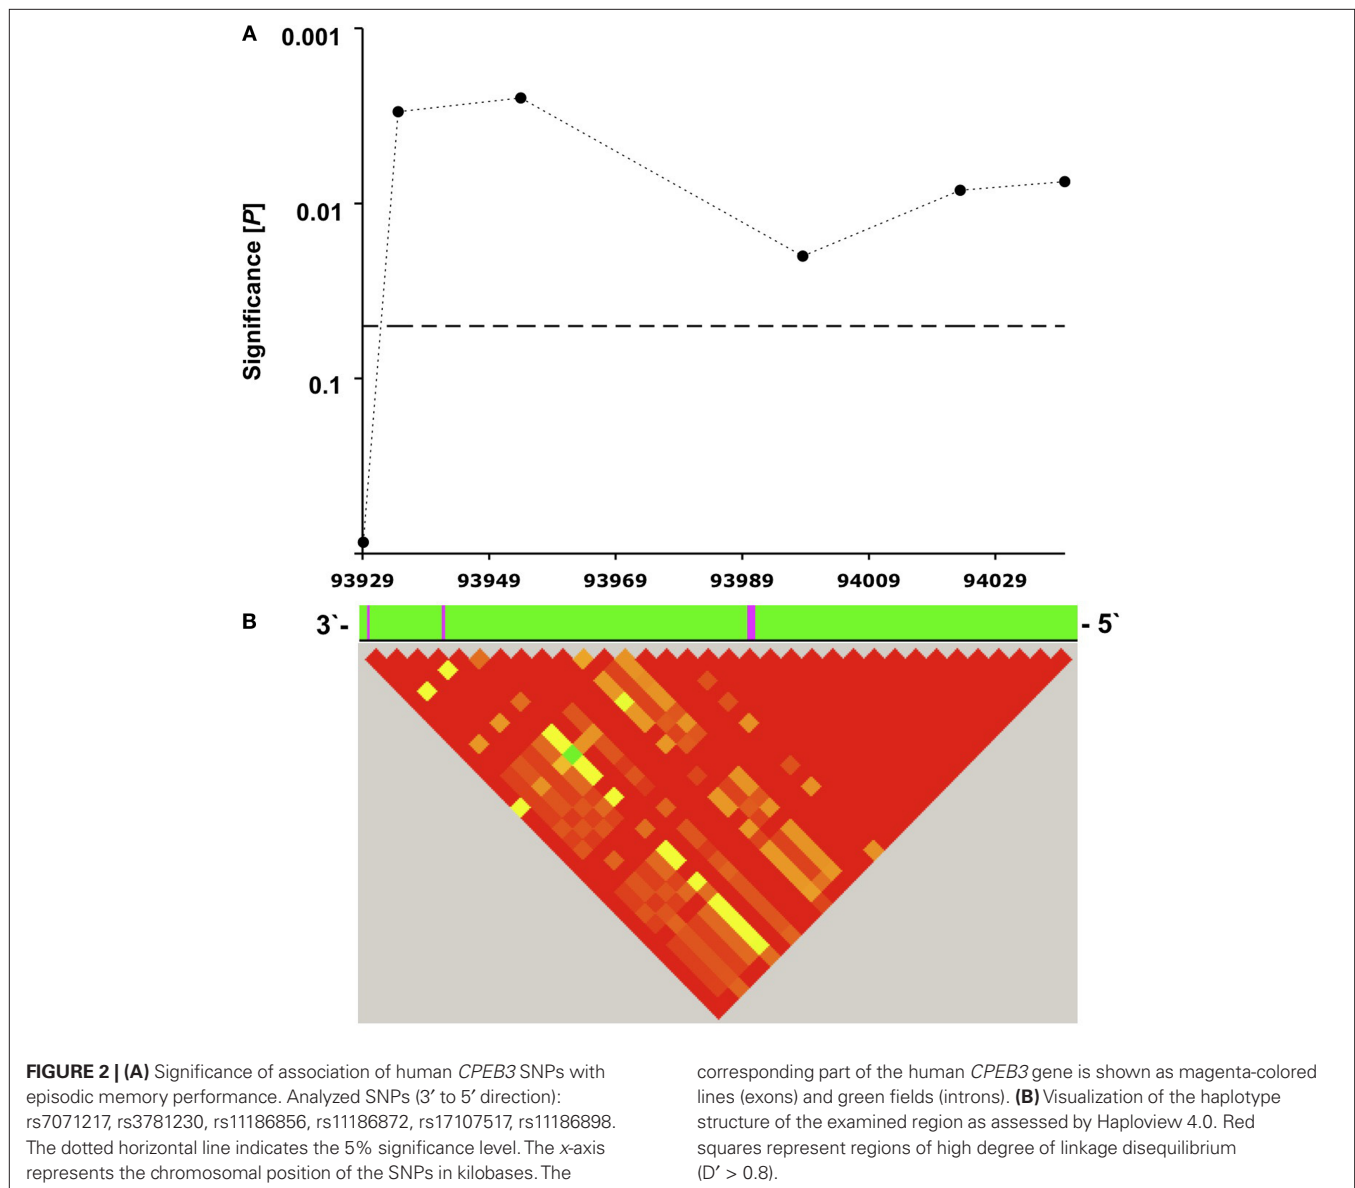 A
0.001
0.01
0.1
Significance [P]
93929 93949 93969 93989 94009 94029
B
3`- - 5`
FIGURE 2 | (A) Significance of association of human CPEB3 SNPs with
episodic memory performance. Analyzed SNPs (3′ to 5′ direction):
rs7071217, rs3781230, rs11186856, rs11186872, rs17107517, rs11186898.
The dotted horizontal line indicates the 5% significance level. The x-axis
represents the chromosomal position of the SNPs in kilobases. The
corresponding part of the human CPEB3 gene is shown as magenta-colored
lines (exons) and green fields (introns). (B) Visualization of the haplotype
structure of the examined region as assessed by Haploview 4.0. Red
squares represent regions of high degree of linkage disequilibrium
(D′ > 0.8).